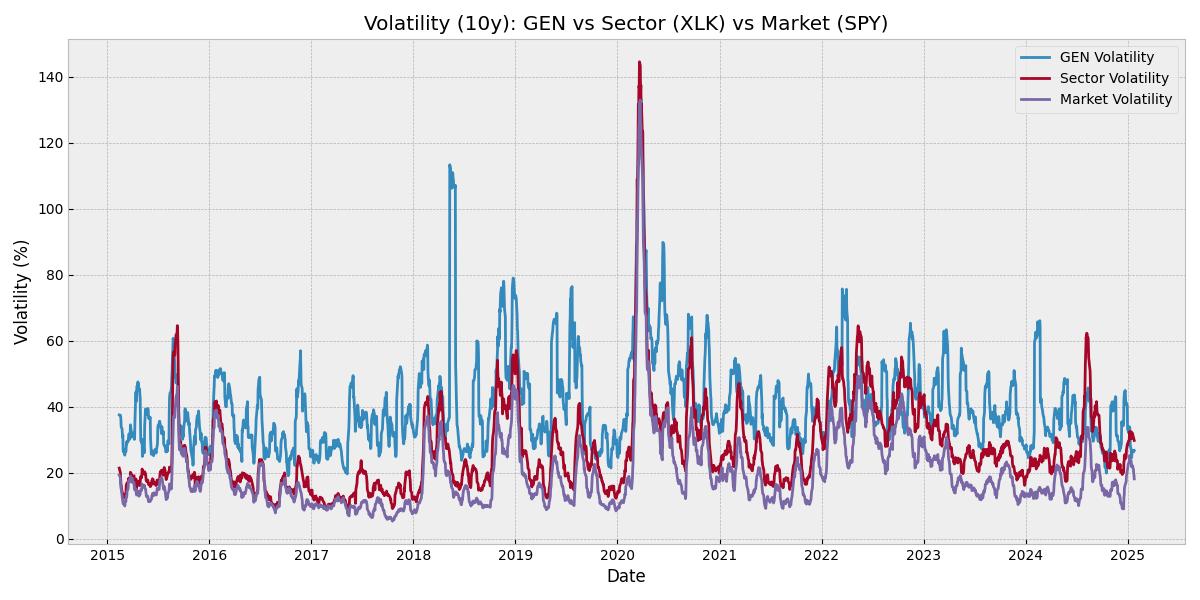 Volatility (10y): GEN vs Sector (XLK) vs Market (SPY)
GEN Volatility
Sector Volatility
Market Volatility
Volatility (%)
140
120
100
80
60
40
20
0
2015 2016 2017 2018 2019 2020 2021 2022 2023 2024 2025
Date